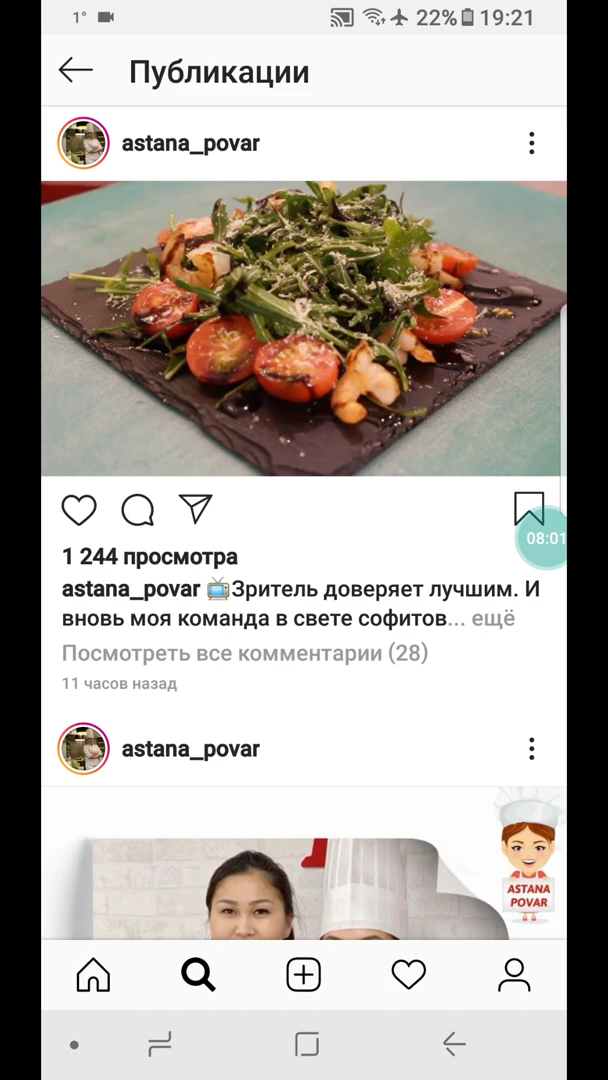 1° 22% 19:21
Публикации
astana_povar
08:01
1 244 просмотра
astana_povar 📺Зритель доверяет лучшим. И
вновь моя команда в свете софитов... ещё
Посмотреть все комментарии (28)
11 часов назад
astana_povar
ASTANA
POVAR